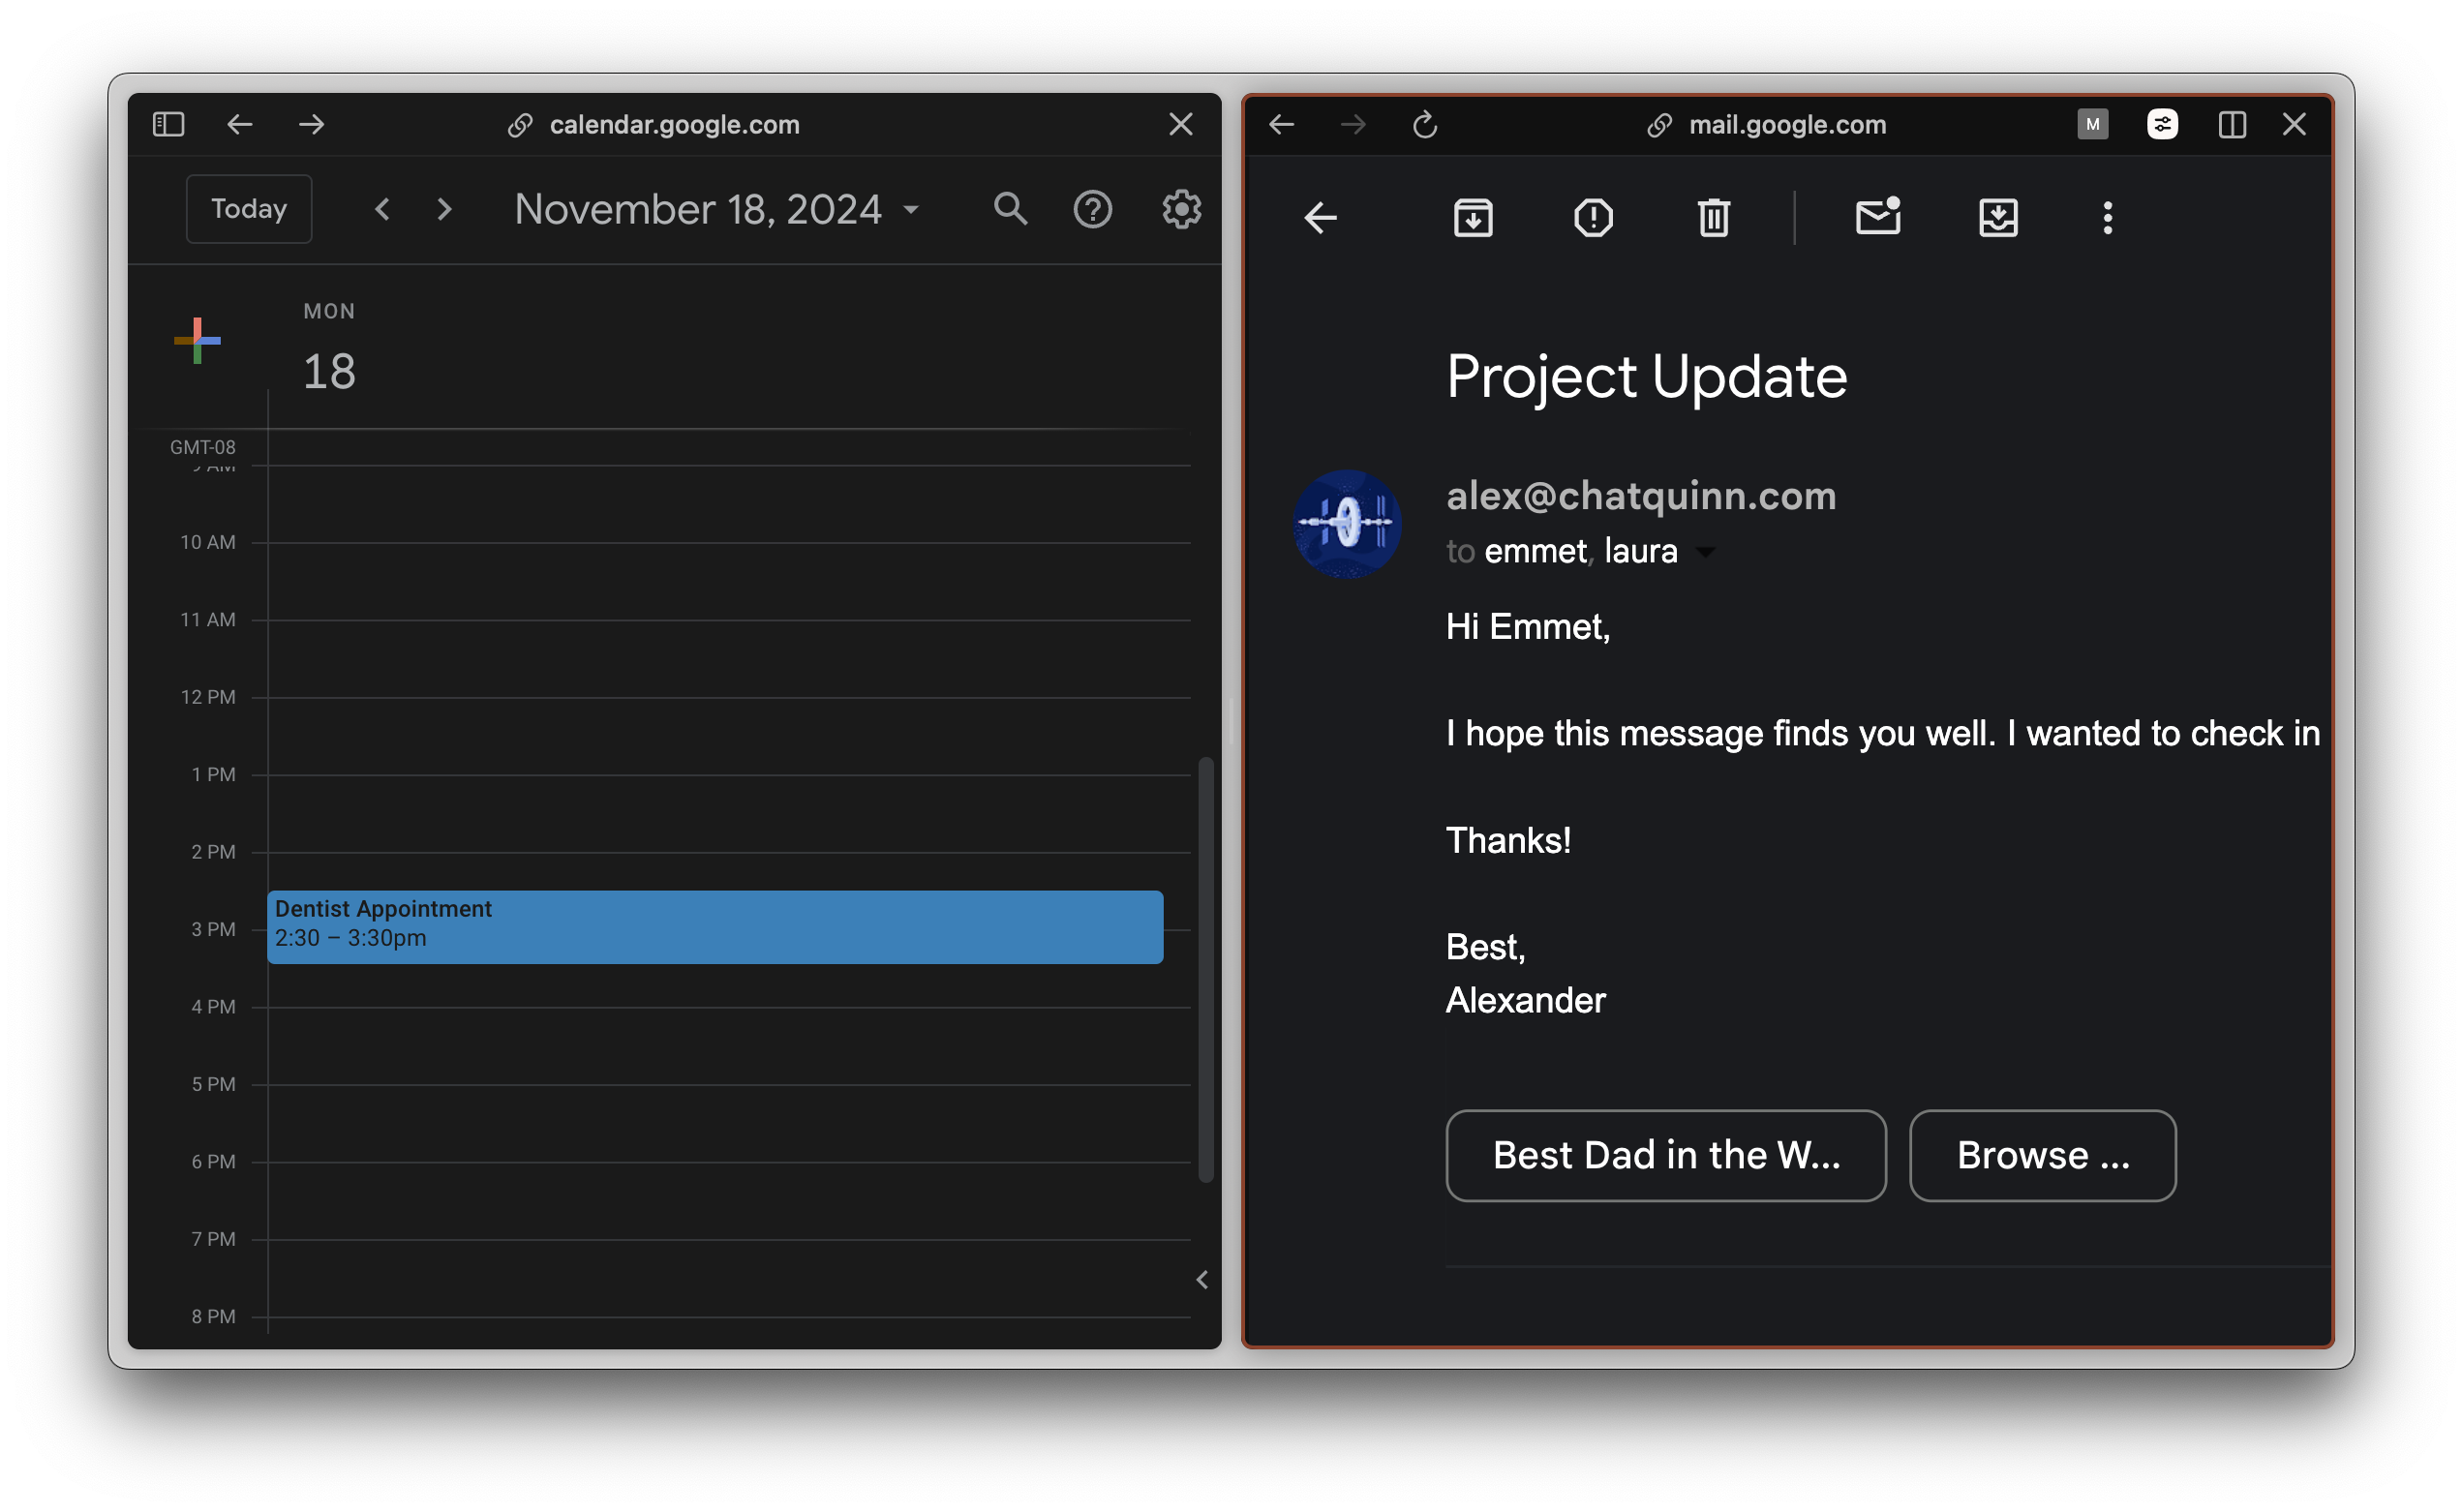 calendar.google.com
Today
November 18, 2024
MON
18
GMT-08
9 AM
10 AM
11 AM
12 PM
1 PM
2 PM
Dentist Appointment
2:30 – 3:30pm
3 PM
4 PM
5 PM
6 PM
7 PM
8 PM
mail.google.com
M
Project Update
alex@chatquinn.com
to emmet, laura
Hi Emmet,
I hope this message finds you well. I wanted to check in
Thanks!
Best,
Alexander
Best Dad in the W...
Browse ...